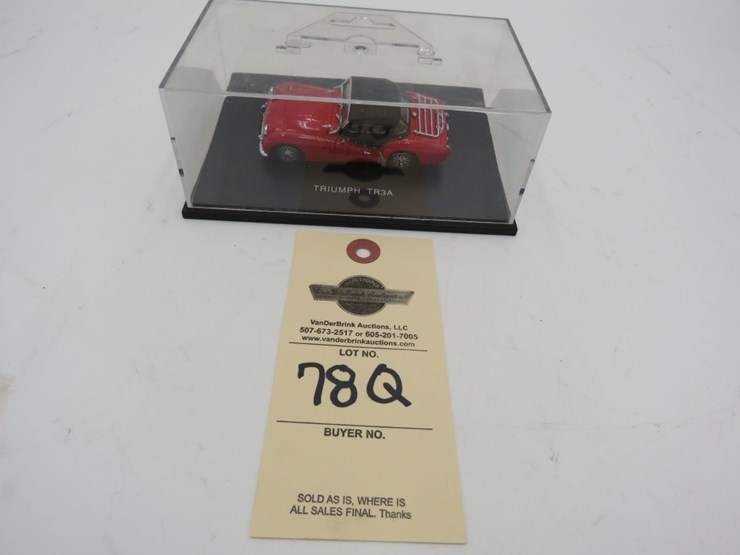 TRIUMPH TR3A
VanDerBrink Auctions, LLC
507-673-2517 or 605-201-7005
www.vanderbrinkauctions.com
LOT NO.
78Q
BUYER NO.
SOLD AS IS, WHERE IS
ALL SALES FINAL. Thanks